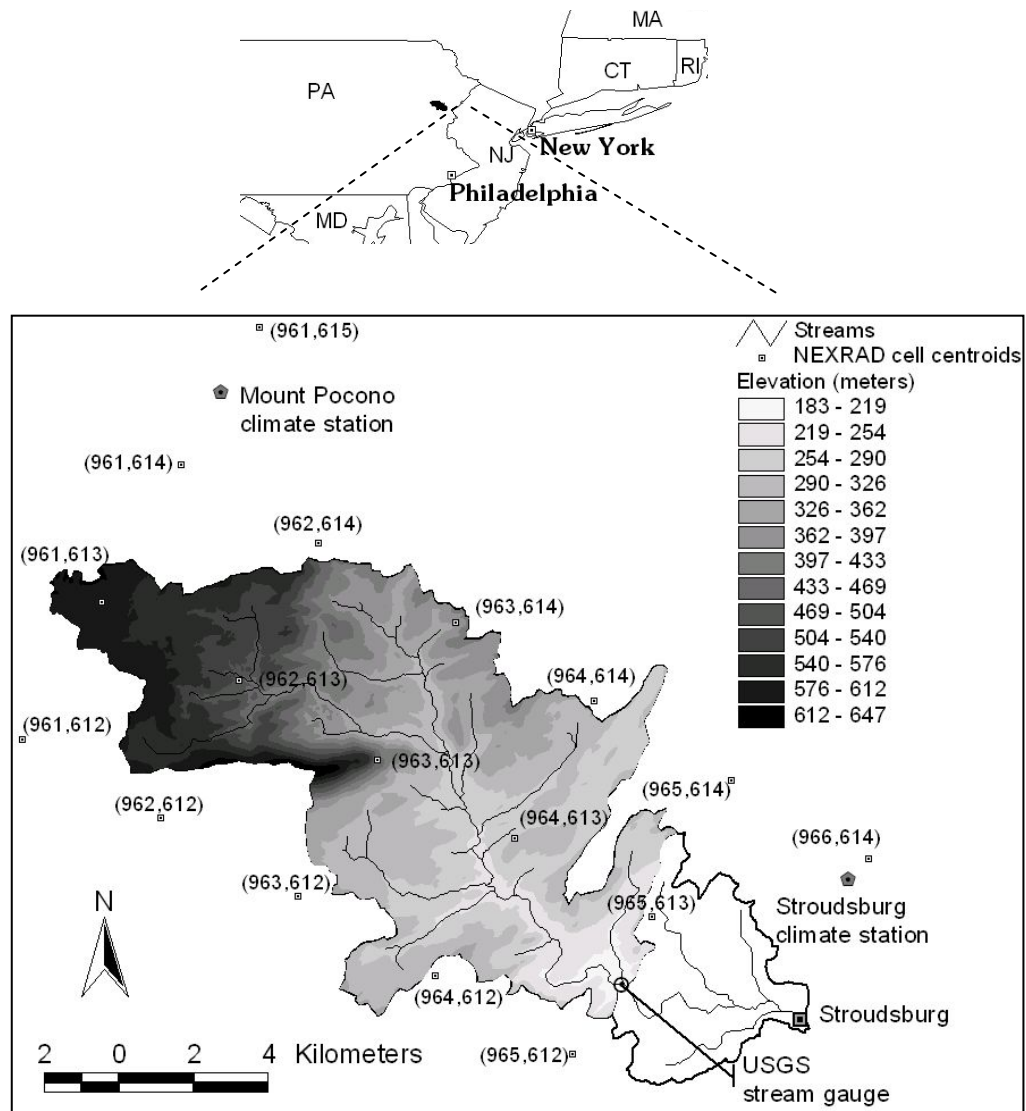 MA
CT
RI
PA
New York
NJ
Philadelphia
MD
(961,615)
Streams
NEXRAD cell centroids
Elevation (meters)
183 - 219
219 - 254
254 - 290
290 - 326
326 - 362
362 - 397
397 - 433
433 - 469
469 - 504
504 - 540
540 - 576
576 - 612
612 - 647
Mount Pocono
climate station
(961,614)
(962,614)
(961,613)
(963,614)
(962,613)
(964,614)
(961,612)
(963,613)
(965,614)
(962,612)
(964,613)
(966,614)
(963,612)
(965,613)
Stroudsburg
climate station
N
(964,612)
Stroudsburg
2 0 2 4 Kilometers
(965,612)
USGS
stream gauge